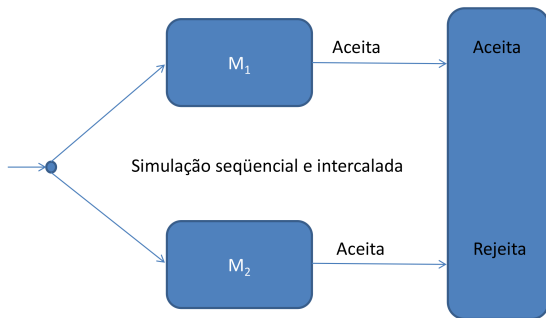 M₁
Aceita
Aceita
Simulação seqüencial e intercalada
M₂
Aceita
Rejeita